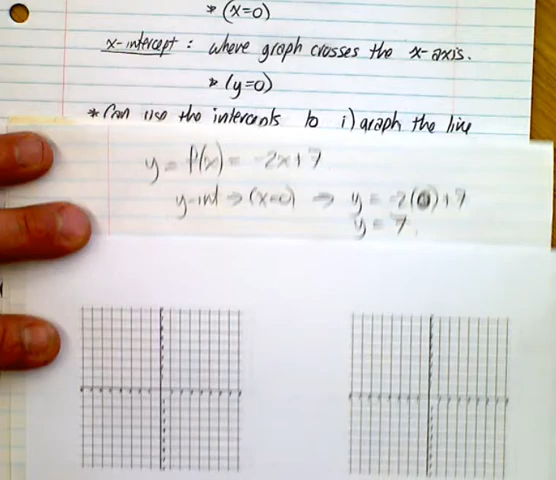 * (x=0)
x-intercept : where graph crosses the x-axis.
* (y=0)
* Can use the intercepts to i) graph the line
y = P(x) = -2x+7
y-int → (x=0) → y = -2(0)+7
y = 7